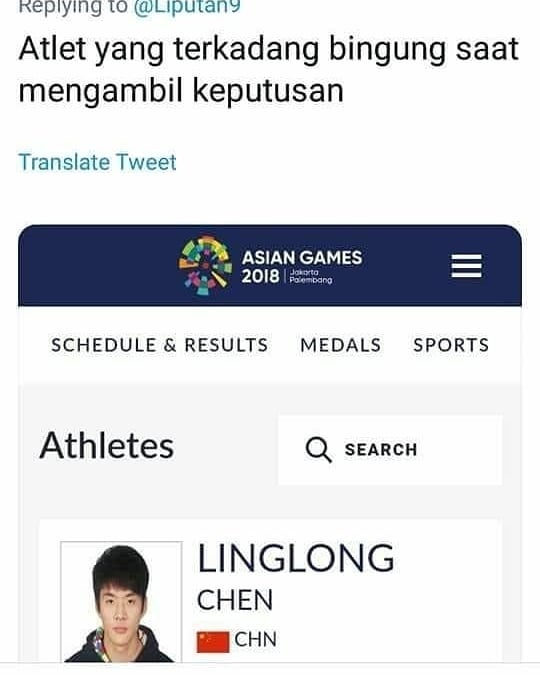 Replying to @Liputan9
Atlet yang terkadang bingung saat
mengambil keputusan
Translate Tweet
ASIAN GAMES
2018 | Jakarta
Palembang
SCHEDULE & RESULTS MEDALS SPORTS
Athletes
SEARCH
LINGLONG
CHEN
CHN